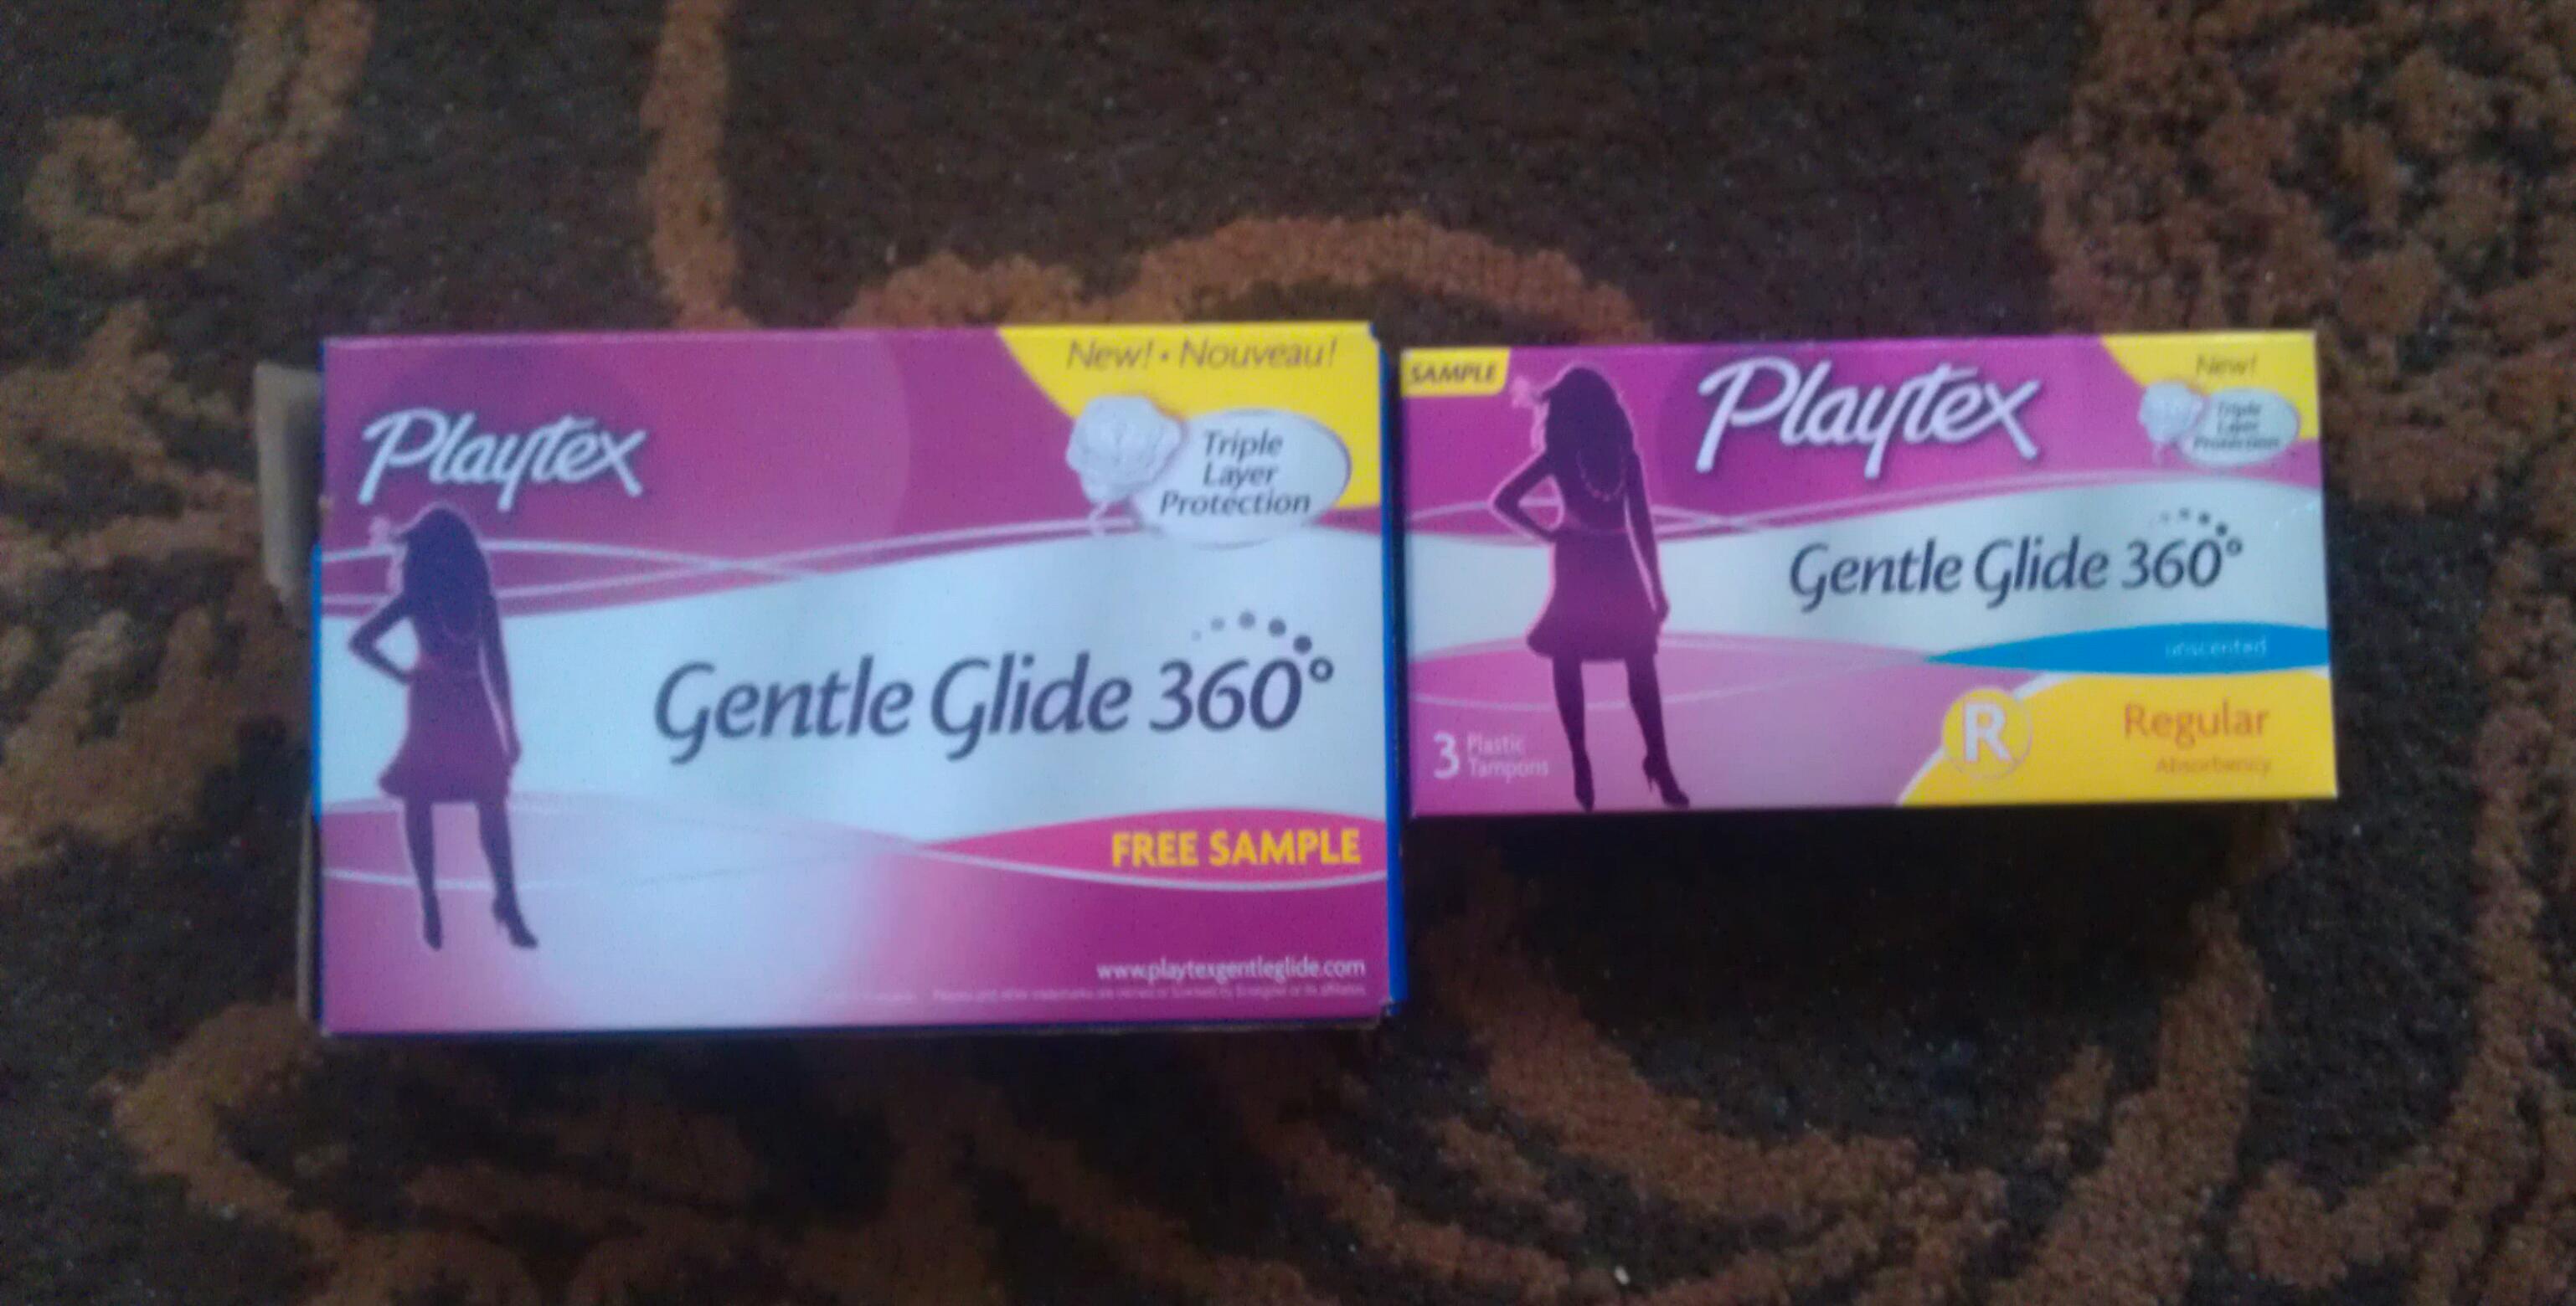 Playtex
New! • Nouveau!
Triple
Layer
Protection
Gentle Glide 360°
FREE SAMPLE
www.playtexgentleglide.com
SAMPLE
Playtex
New!
Triple
Layer
Protection
Gentle Glide 360°
unscented
R
Regular
Absorbency
3 Plastic
Tampons